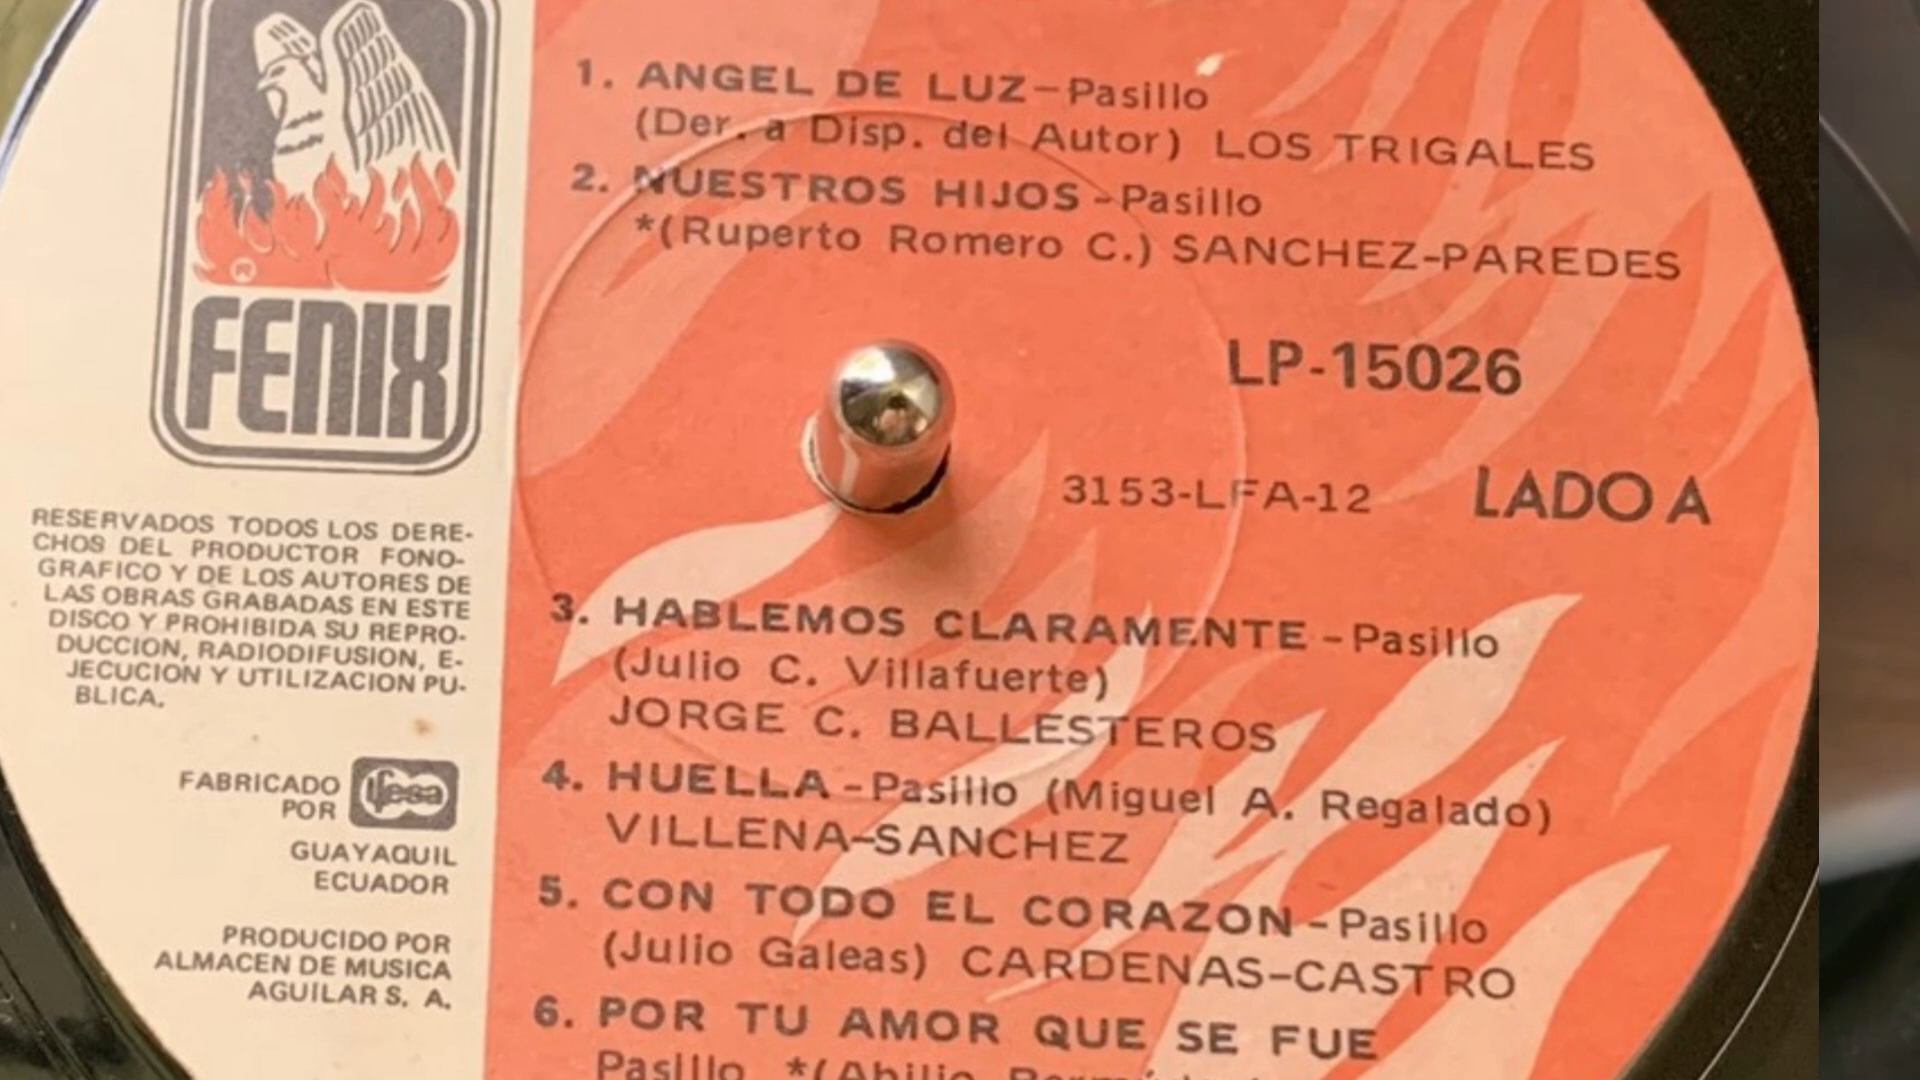 FENIX
RESERVADOS TODOS LOS DERE-
CHOS DEL PRODUCTOR FONO-
GRAFICO Y DE LOS AUTORES DE
LAS OBRAS GRABADAS EN ESTE
DISCO Y PROHIBIDA SU REPRO-
DUCCION, RADIODIFUSION, E-
JECUCION Y UTILIZACION PU-
BLICA.
FABRICADO
POR
ifesa
GUAYAQUIL
ECUADOR
PRODUCIDO POR
ALMACEN DE MUSICA
AGUILAR S. A.
1. ANGEL DE LUZ-Pasillo
(Der. a Disp. del Autor) LOS TRIGALES
2. NUESTROS HIJOS-Pasillo
*(Ruperto Romero C.) SANCHEZ-PAREDES
LP-15026
3153-LFA-12 LADO A
3. HABLEMOS CLARAMENTE-Pasillo
(Julio C. Villafuerte)
JORGE C. BALLESTEROS
4. HUELLA-Pasillo (Miguel A. Regalado)
VILLENA-SANCHEZ
5. CON TODO EL CORAZON-Pasillo
(Julio Galeas) CARDENAS-CASTRO
6. POR TU AMOR QUE SE FUE
Pasillo *(Abilio